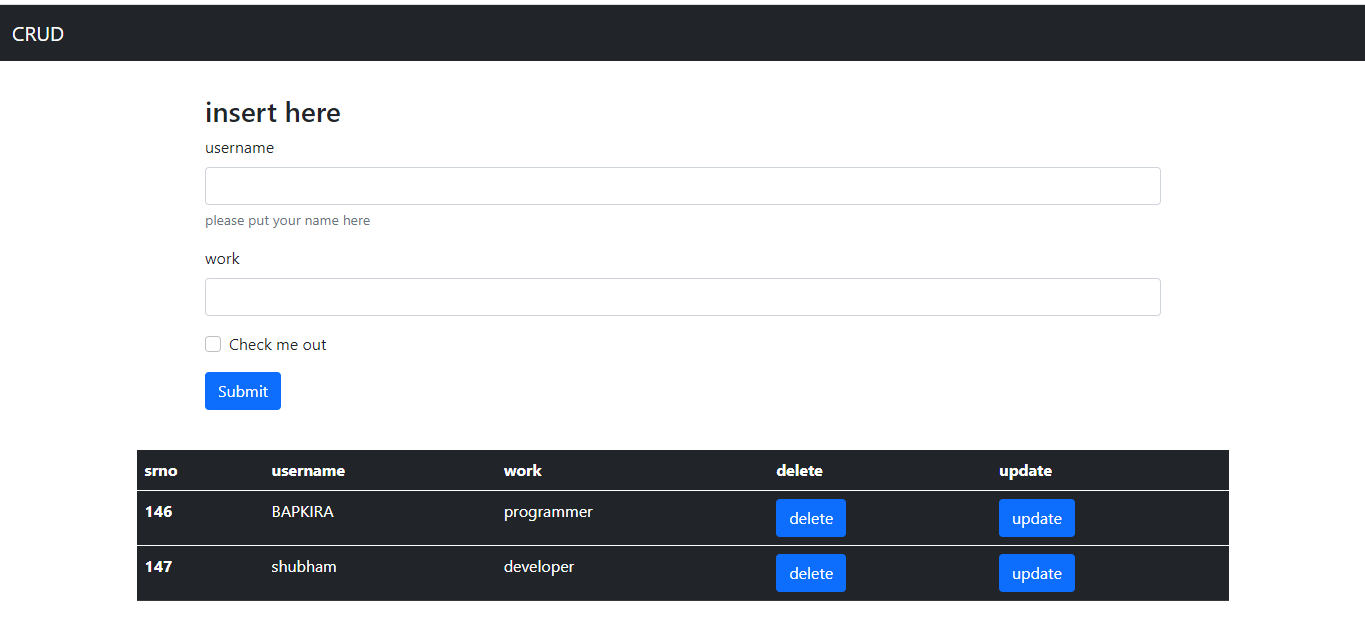 CRUD
insert here
username
please put your name here
work
Check me out
Submit
srno username work delete update
146 BAPKIRA programmer delete update
147 shubham developer delete update